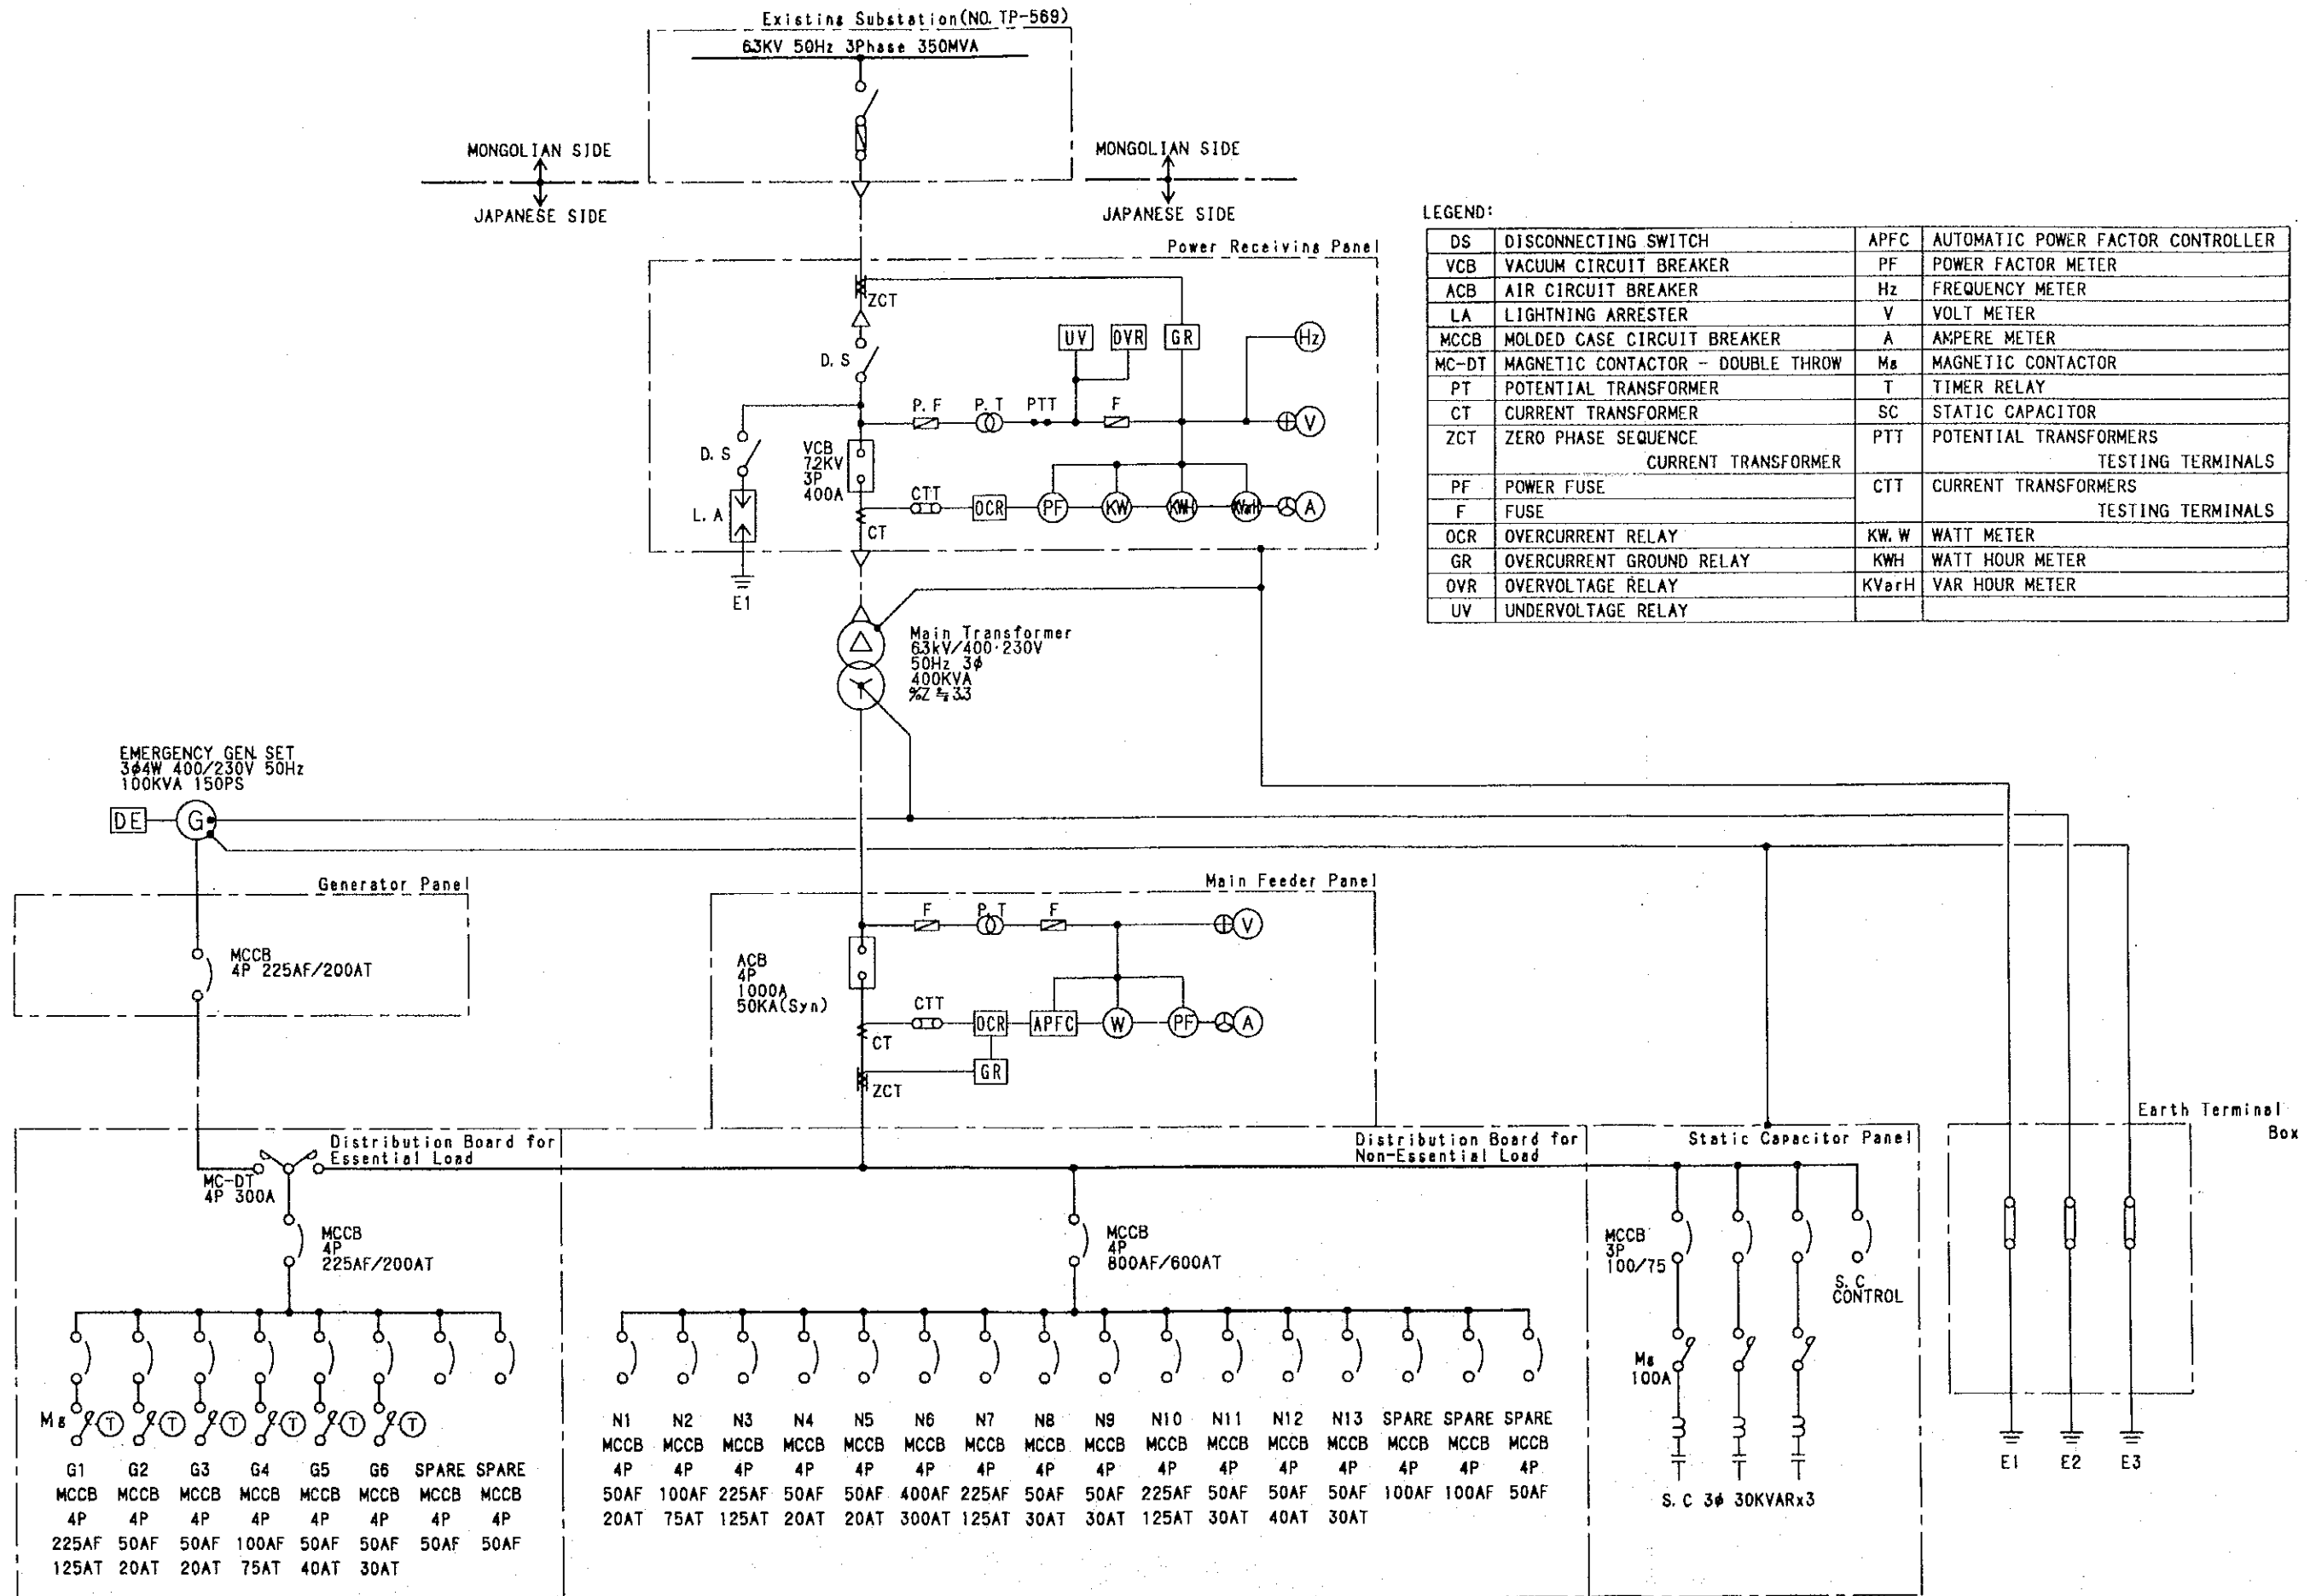 Existing Substation(NO. TP-569)
6.3KV 50Hz 3Phase 350MVA
MONGOLIAN SIDE
JAPANESE SIDE
MONGOLIAN SIDE
JAPANESE SIDE
Power Receiving Panel
ZCT
D.S
UV
OVR
GR
Hz
P.F
P.T
PTT
F
V
D.S
VCB
7.2KV
3P
400A
L.A
CTT
OCR
PF
KW
KWH
KVarH
A
CT
E1
LEGEND:
DS DISCONNECTING SWITCH APFC AUTOMATIC POWER FACTOR CONTROLLER
VCB VACUUM CIRCUIT BREAKER PF POWER FACTOR METER
ACB AIR CIRCUIT BREAKER Hz FREQUENCY METER
LA LIGHTNING ARRESTER V VOLT METER
MCCB MOLDED CASE CIRCUIT BREAKER A AMPERE METER
MC-DT MAGNETIC CONTACTOR - DOUBLE THROW Mg MAGNETIC CONTACTOR
PT POTENTIAL TRANSFORMER T TIMER RELAY
CT CURRENT TRANSFORMER SC STATIC CAPACITOR
ZCT ZERO PHASE SEQUENCE PTT POTENTIAL TRANSFORMERS
CURRENT TRANSFORMER TESTING TERMINALS
PF POWER FUSE CTT CURRENT TRANSFORMERS
F FUSE TESTING TERMINALS
OCR OVERCURRENT RELAY KW.W WATT METER
GR OVERCURRENT GROUND RELAY KWH WATT HOUR METER
OVR OVERVOLTAGE RELAY KVarH VAR HOUR METER
UV UNDERVOLTAGE RELAY
Main Transformer
6.3kV/400·230V
50Hz 3φ
400KVA
%Z≒3.3
EMERGENCY GEN. SET
3φ4W 400/230V 50Hz
100KVA 150PS
DE
G
Generator Panel
MCCB
4P 225AF/200AT
Main Feeder Panel
F
P.T
F
V
ACB
4P
1000A
50KA(Syn)
CTT
OCR
APFC
W
PF
A
CT
GR
ZCT
Distribution Board for
Essential Load
MC-DT
4P 300A
MCCB
4P
225AF/200AT
Mg
T T T T T T
G1 G2 G3 G4 G5 G6 SPARE SPARE
MCCB MCCB MCCB MCCB MCCB MCCB MCCB MCCB
4P 4P 4P 4P 4P 4P 4P 4P
225AF 50AF 50AF 100AF 50AF 50AF 50AF 50AF
125AT 20AT 20AT 75AT 40AT 30AT
Distribution Board for
Non-Essential Load
MCCB
4P
800AF/600AT
N1 N2 N3 N4 N5 N6 N7 N8 N9 N10 N11 N12 N13 SPARE SPARE SPARE
MCCB MCCB MCCB MCCB MCCB MCCB MCCB MCCB MCCB MCCB MCCB MCCB MCCB MCCB MCCB MCCB
4P 4P 4P 4P 4P 4P 4P 4P 4P 4P 4P 4P 4P 4P 4P 4P
50AF 100AF 225AF 50AF 50AF 400AF 225AF 50AF 50AF 225AF 50AF 50AF 50AF 100AF 100AF 50AF
20AT 75AT 125AT 20AT 20AT 300AT 125AT 30AT 30AT 125AT 30AT 40AT 30AT
Static Capacitor Panel
MCCB
3P
100/75
S.C
CONTROL
Mg
100A
S.C 3φ 30KVARx3
Earth Terminal
Box
E1 E2 E3